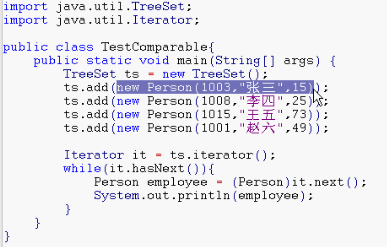 import java.util.TreeSet;
import java.util.Iterator;
public class TestComparable{
public static void main(String[] args) {
TreeSet ts = new TreeSet();
ts.add(new Person(1003,"张三",15));
ts.add(new Person(1008,"李四",25));
ts.add(new Person(1015,"王五",73));
ts.add(new Person(1001,"赵六",49));
Iterator it = ts.iterator();
while(it.hasNext()){
Person employee = (Person)it.next();
System.out.println(employee);
}
}
}